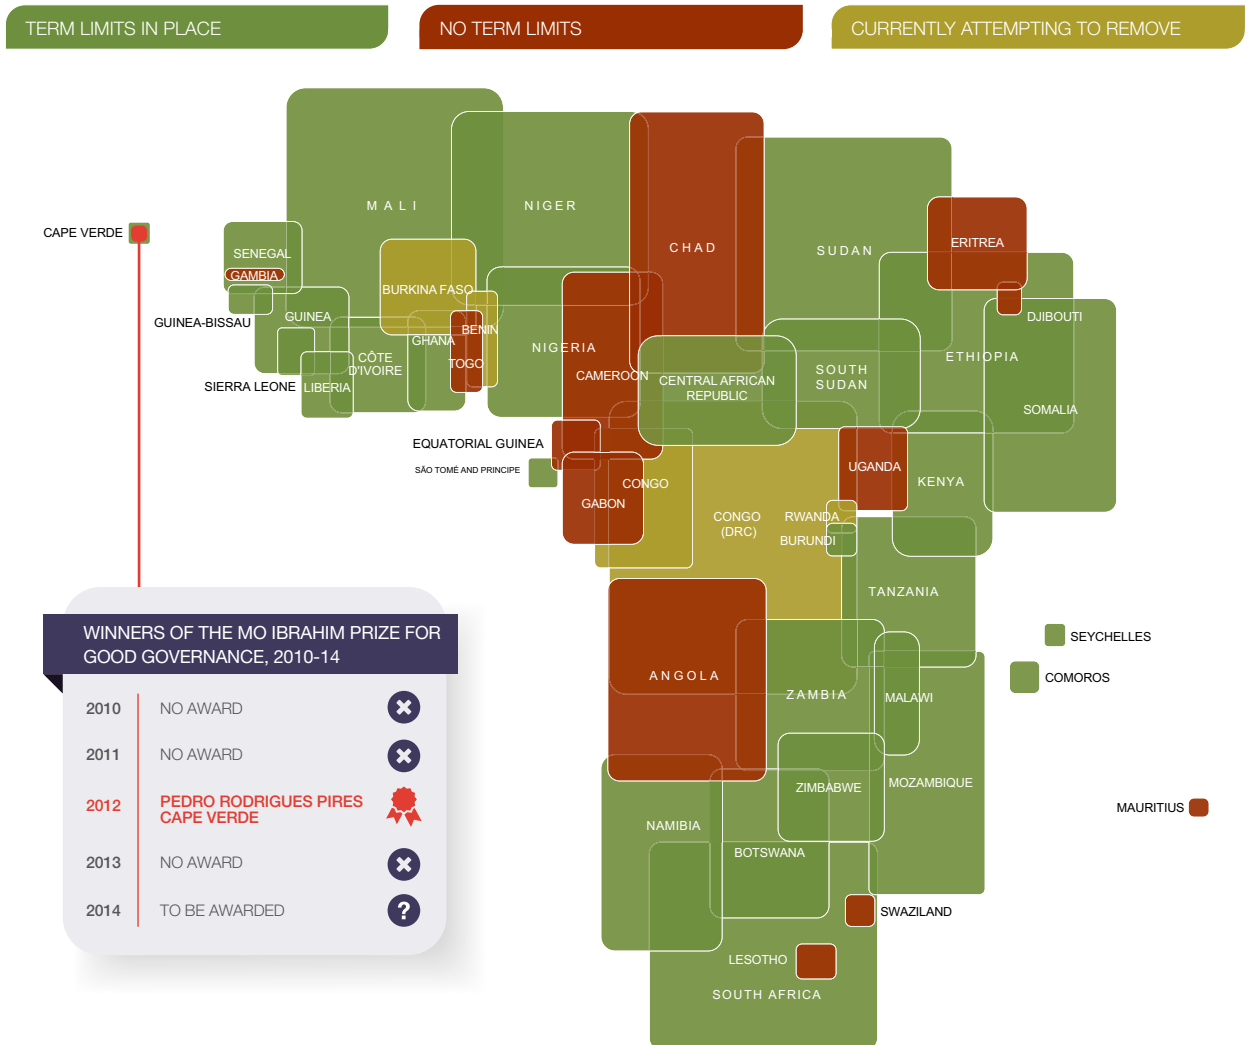 TERM LIMITS IN PLACE
NO TERM LIMITS
CURRENTLY ATTEMPTING TO REMOVE
MALI
NIGER
CHAD
SUDAN
ERITREA
CAPE VERDE
SENEGAL
GAMBIA
BURKINA FASO
GUINEA-BISSAU
GUINEA
DJIBOUTI
BENIN
GHANA
NIGERIA
CÔTE
D'IVOIRE
TOGO
ETHIOPIA
CAMEROON
CENTRAL AFRICAN
REPUBLIC
SOUTH
SUDAN
SIERRA LEONE
LIBERIA
SOMALIA
EQUATORIAL GUINEA
SÃO TOMÉ AND PRINCIPE
UGANDA
KENYA
CONGO
GABON
CONGO
(DRC)
RWANDA
BURUNDI
TANZANIA
SEYCHELLES
COMOROS
ANGOLA
ZAMBIA
MALAWI
ZIMBABWE
MOZAMBIQUE
MAURITIUS
NAMIBIA
BOTSWANA
SWAZILAND
LESOTHO
SOUTH AFRICA
WINNERS OF THE MO IBRAHIM PRIZE FOR
GOOD GOVERNANCE, 2010-14
2010 NO AWARD
2011 NO AWARD
2012 PEDRO RODRIGUES PIRES
CAPE VERDE
2013 NO AWARD
2014 TO BE AWARDED ?